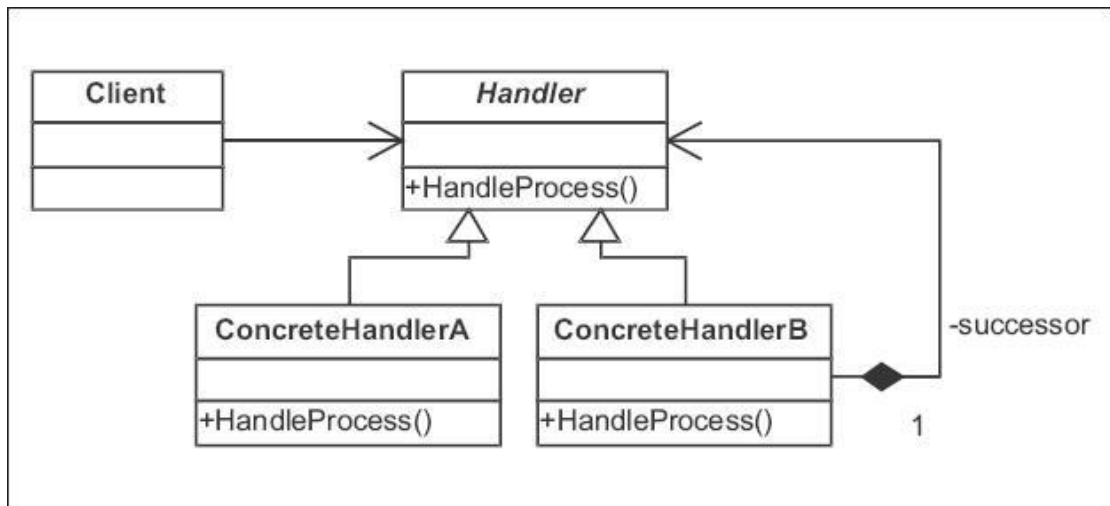 Client
Handler
+HandleProcess()
ConcreteHandlerA
+HandleProcess()
ConcreteHandlerB
+HandleProcess()
-successor
1